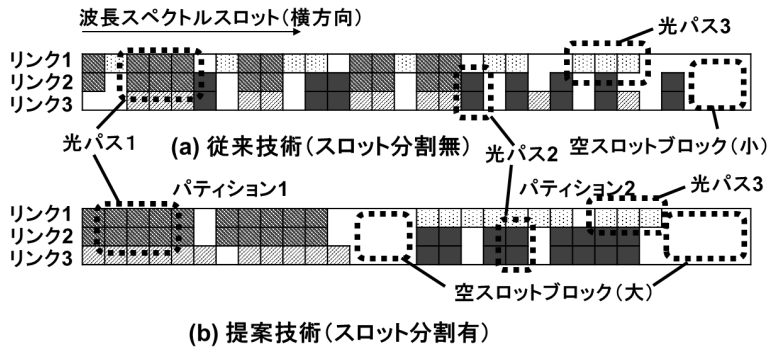 波長スペクトルスロット(横方向)
光パス3
リンク1
リンク2
リンク3
光パス1
(a) 従来技術(スロット分割無)
光パス2
空スロットブロック(小)
パティション1
パティション2
光パス3
リンク1
リンク2
リンク3
空スロットブロック(大)
(b) 提案技術(スロット分割有)